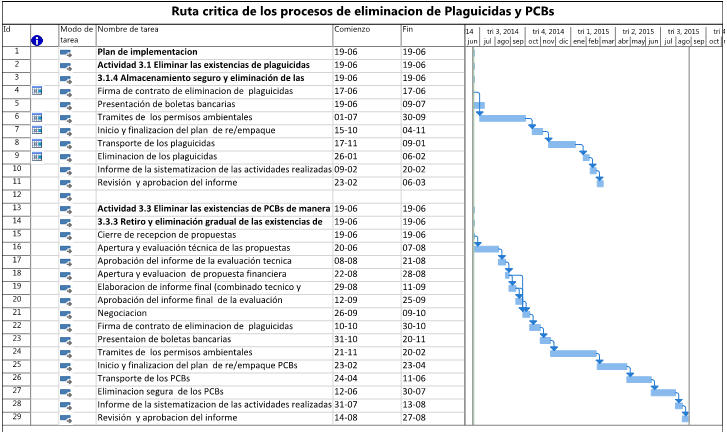 Ruta critica de los procesos de eliminacion de Plaguicidas y PCBs
Id Modo de tarea Nombre de tarea Comienzo Fin
14 tri 3, 2014 tri 4, 2014 tri 1, 2015 tri 2, 2015 tri 3, 2015 tri 4
jun jul ago sep oct nov dic ene feb mar abr may jun jul ago sep oct
1 Plan de implementacion 19-06 19-06
2 Actividad 3.1 Eliminar las existencias de plaguicidas 19-06 19-06
3 3.1.4 Almacenamiento seguro y eliminación de las 19-06 19-06
4 Firma de contrato de eliminacion de plaguicidas 17-06 17-06
5 Presentación de boletas bancarias 19-06 09-07
6 Tramites de los permisos ambientales 01-07 30-09
7 Inicio y finalizacion del plan de re/empaque 15-10 04-11
8 Transporte de los plaguicidas 17-11 09-01
9 Eliminacion de los plaguicidas 26-01 06-02
10 Informe de la sistematizacion de las actividades realizadas 09-02 20-02
11 Revisión y aprobacion del informe 23-02 06-03
12
13 Actividad 3.3 Eliminar las existencias de PCBs de manera 19-06 19-06
14 3.3.3 Retiro y eliminación gradual de las existencias de 19-06 19-06
15 Cierre de recepcion de propuestas 19-06 19-06
16 Apertura y evaluación técnica de las propuestas 20-06 07-08
17 Aprobación del informe de la evaluación tecnica 08-08 21-08
18 Apertura y evaluacion de propuesta financiera 22-08 28-08
19 Elaboracion de informe final (combinado tecnico y 29-08 11-09
20 Aprobación del informe final de la evaluación 12-09 25-09
21 Negociacion 26-09 09-10
22 Firma de contrato de eliminacion de plaguicidas 10-10 30-10
23 Presentaion de boletas bancarias 31-10 20-11
24 Tramites de los permisos ambientales 21-11 20-02
25 Inicio y finalizacion del plan de re/empaque PCBs 23-02 23-04
26 Transporte de los PCBs 24-04 11-06
27 Eliminacion segura de los PCBs 12-06 30-07
28 Informe de la sistematizacion de las actividades realizadas 31-07 13-08
29 Revisión y aprobacion del informe 14-08 27-08